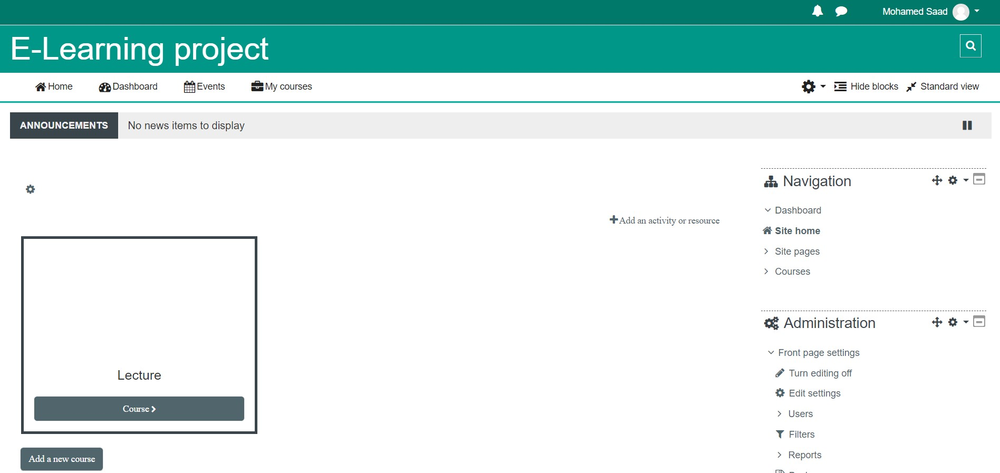 Mohamed Saad
E-Learning project
Home Dashboard Events My courses Hide blocks Standard view
ANNOUNCEMENTS No news items to display
Add an activity or resource
Lecture
Course
Add a new course
Navigation
Dashboard
Site home
Site pages
Courses
Administration
Front page settings
Turn editing off
Edit settings
Users
Filters
Reports